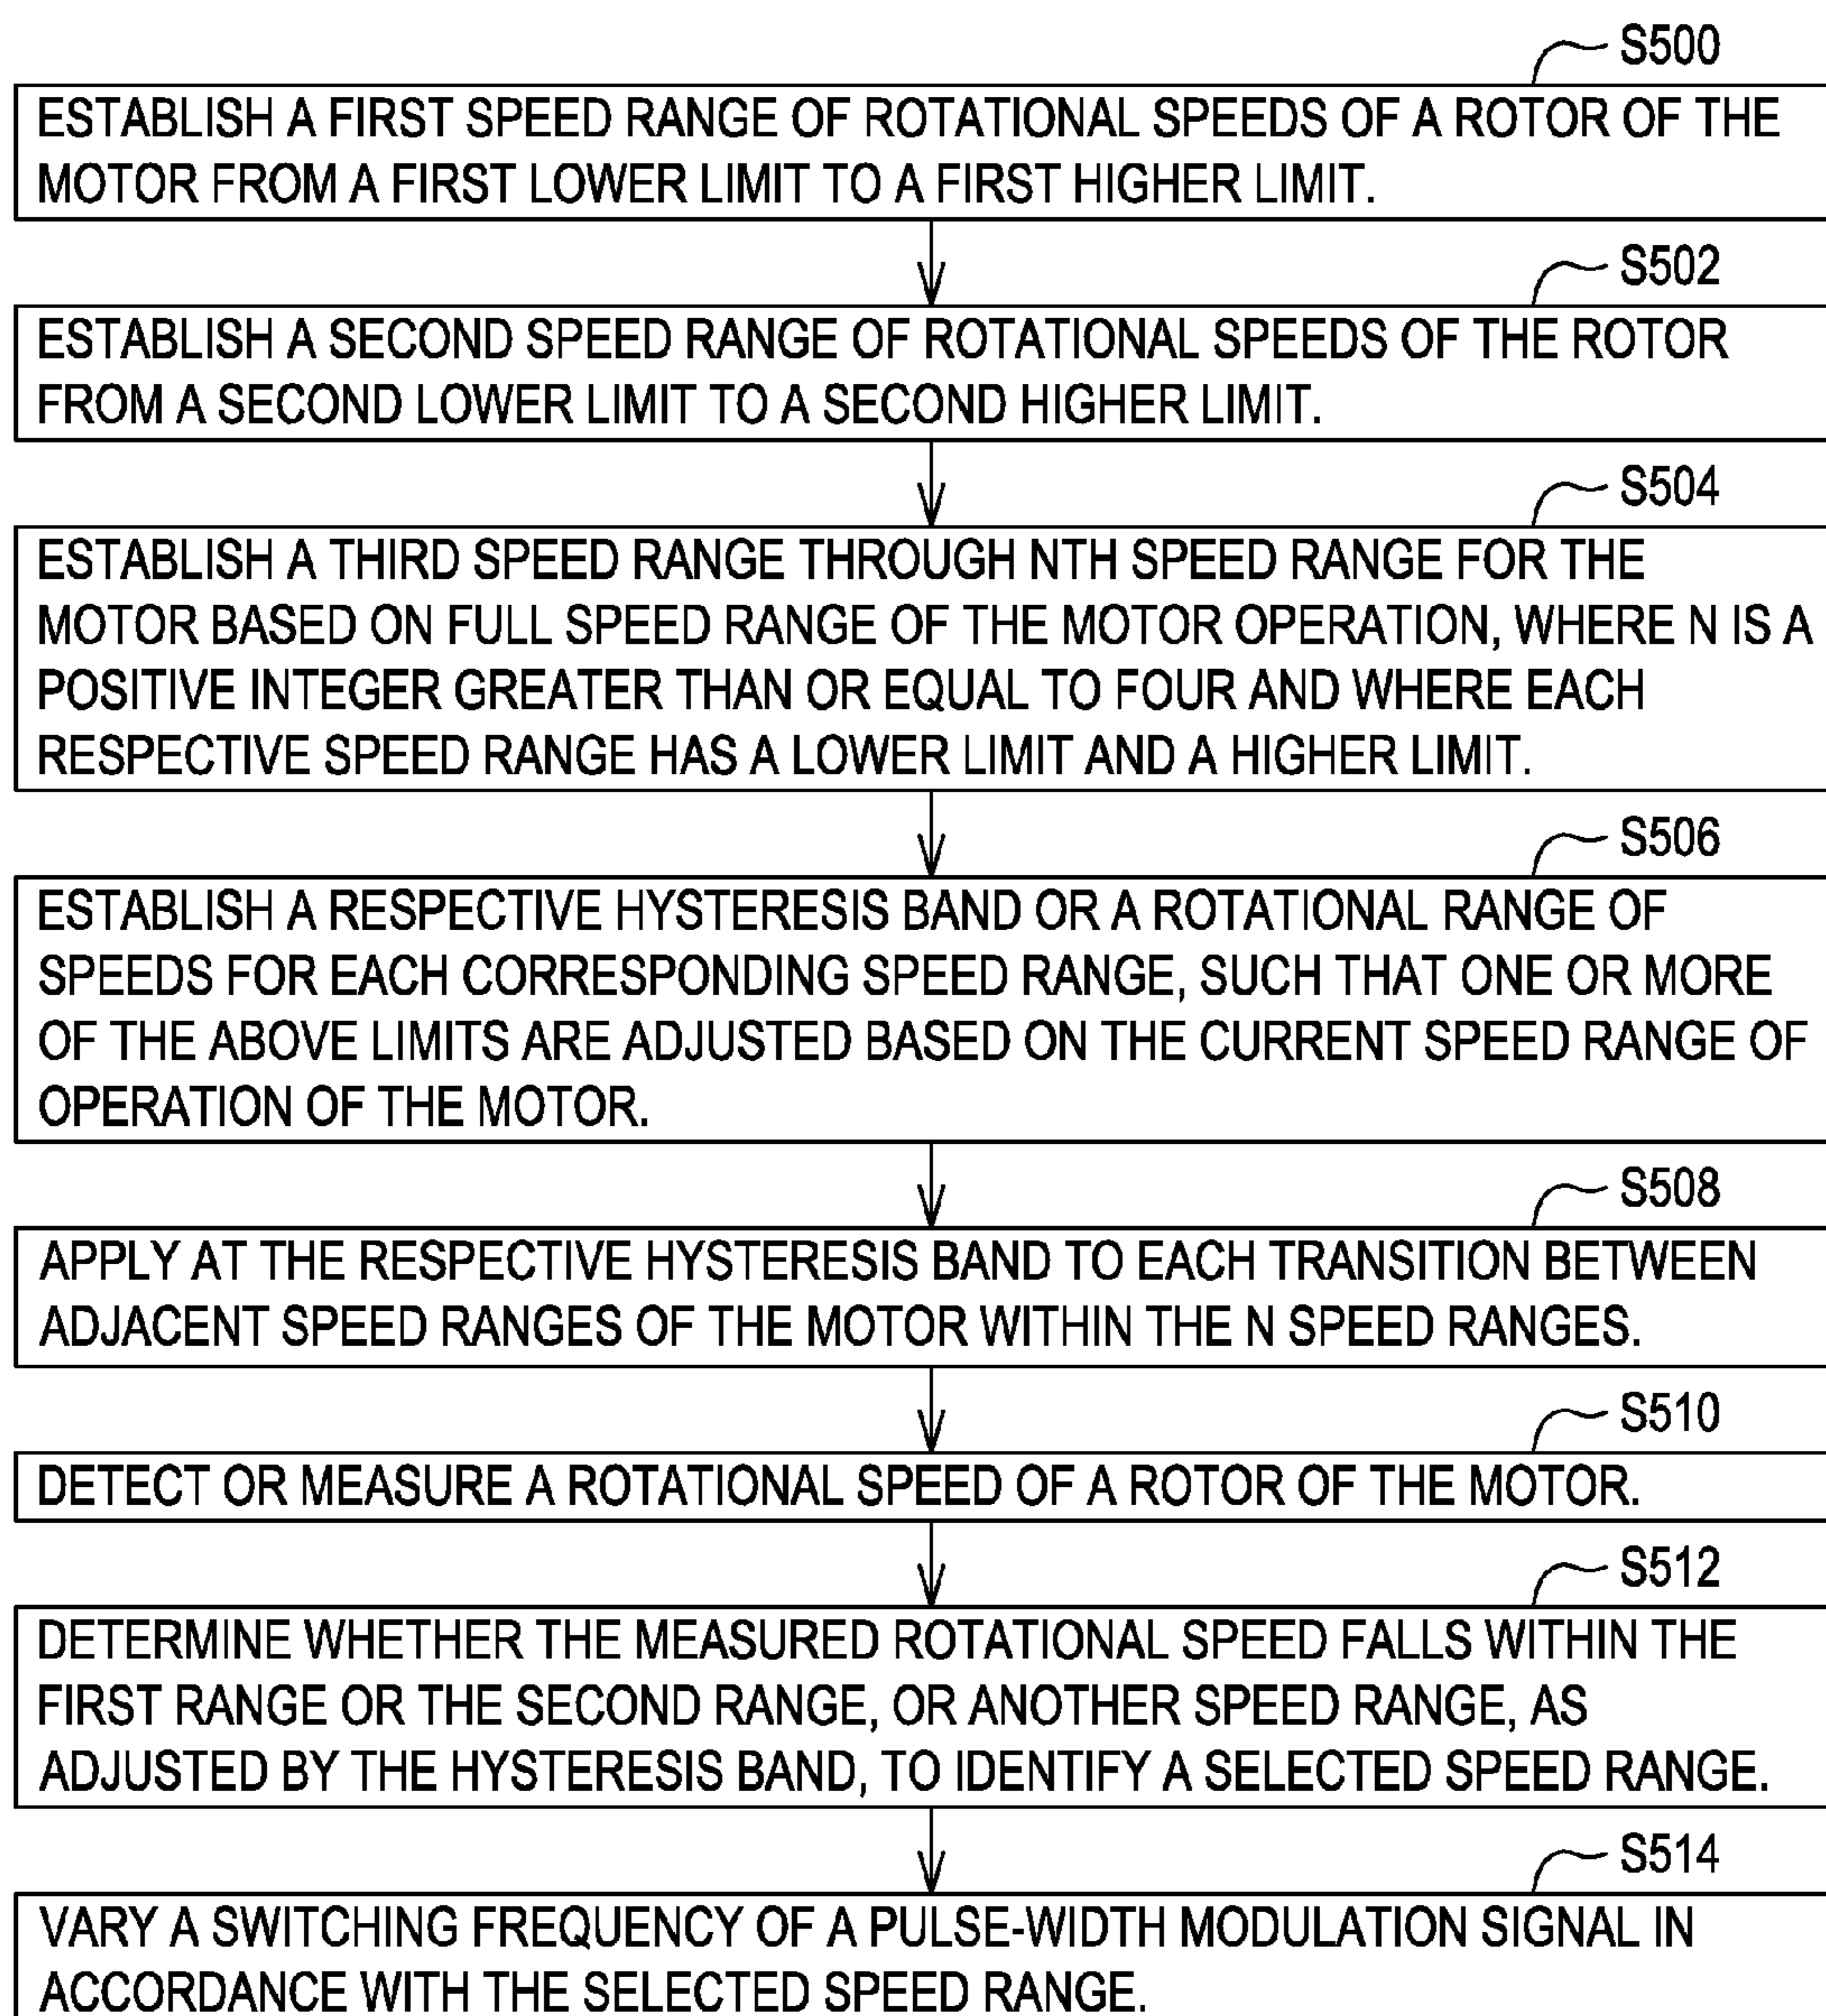 S500
ESTABLISH A FIRST SPEED RANGE OF ROTATIONAL SPEEDS OF A ROTOR OF THE
MOTOR FROM A FIRST LOWER LIMIT TO A FIRST HIGHER LIMIT.
S502
ESTABLISH A SECOND SPEED RANGE OF ROTATIONAL SPEEDS OF THE ROTOR
FROM A SECOND LOWER LIMIT TO A SECOND HIGHER LIMIT.
S504
ESTABLISH A THIRD SPEED RANGE THROUGH NTH SPEED RANGE FOR THE
MOTOR BASED ON FULL SPEED RANGE OF THE MOTOR OPERATION, WHERE N IS A
POSITIVE INTEGER GREATER THAN OR EQUAL TO FOUR AND WHERE EACH
RESPECTIVE SPEED RANGE HAS A LOWER LIMIT AND A HIGHER LIMIT.
S506
ESTABLISH A RESPECTIVE HYSTERESIS BAND OR A ROTATIONAL RANGE OF
SPEEDS FOR EACH CORRESPONDING SPEED RANGE, SUCH THAT ONE OR MORE
OF THE ABOVE LIMITS ARE ADJUSTED BASED ON THE CURRENT SPEED RANGE OF
OPERATION OF THE MOTOR.
S508
APPLY AT THE RESPECTIVE HYSTERESIS BAND TO EACH TRANSITION BETWEEN
ADJACENT SPEED RANGES OF THE MOTOR WITHIN THE N SPEED RANGES.
S510
DETECT OR MEASURE A ROTATIONAL SPEED OF A ROTOR OF THE MOTOR.
S512
DETERMINE WHETHER THE MEASURED ROTATIONAL SPEED FALLS WITHIN THE
FIRST RANGE OR THE SECOND RANGE, OR ANOTHER SPEED RANGE, AS
ADJUSTED BY THE HYSTERESIS BAND, TO IDENTIFY A SELECTED SPEED RANGE.
S514
VARY A SWITCHING FREQUENCY OF A PULSE-WIDTH MODULATION SIGNAL IN
ACCORDANCE WITH THE SELECTED SPEED RANGE.